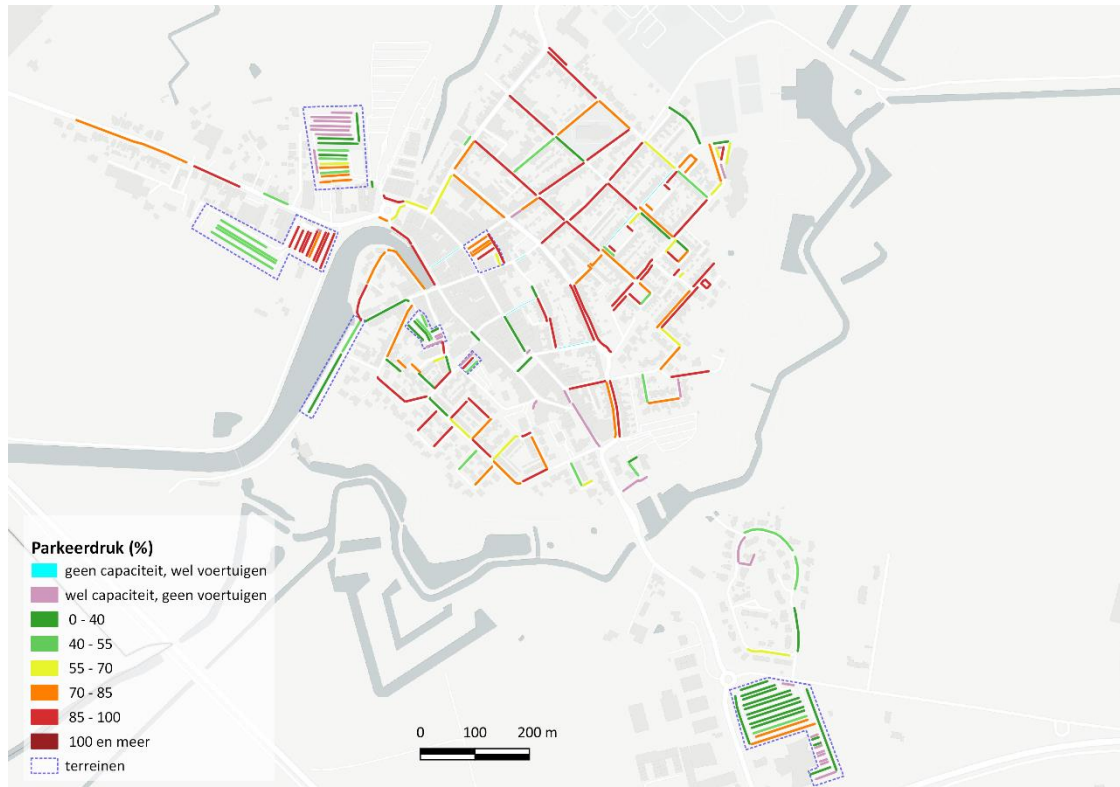 Parkeerdruk (%)
geen capaciteit, wel voertuigen
wel capaciteit, geen voertuigen
0 - 40
40 - 55
55 - 70
70 - 85
85 - 100
100 en meer
terreinen
0 100 200 m